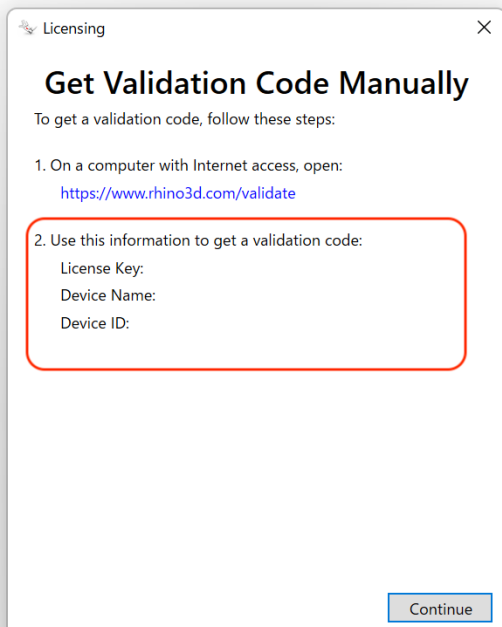 Licensing
Get Validation Code Manually
To get a validation code, follow these steps:
1. On a computer with Internet access, open:
https://www.rhino3d.com/validate
2. Use this information to get a validation code:
License Key:
Device Name:
Device ID:
Continue